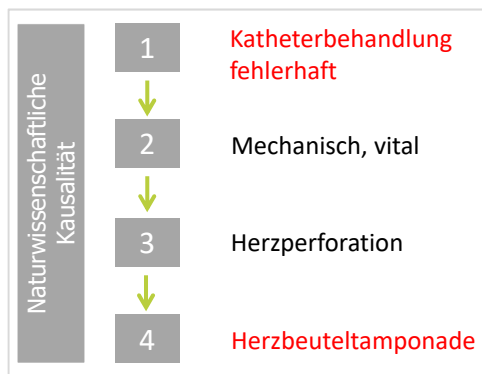 Naturwissenschaftliche
Kausalität
1
Katheterbehandlung
fehlerhaft
2
Mechanisch, vital
3
Herzperforation
4
Herzbeuteltamponade